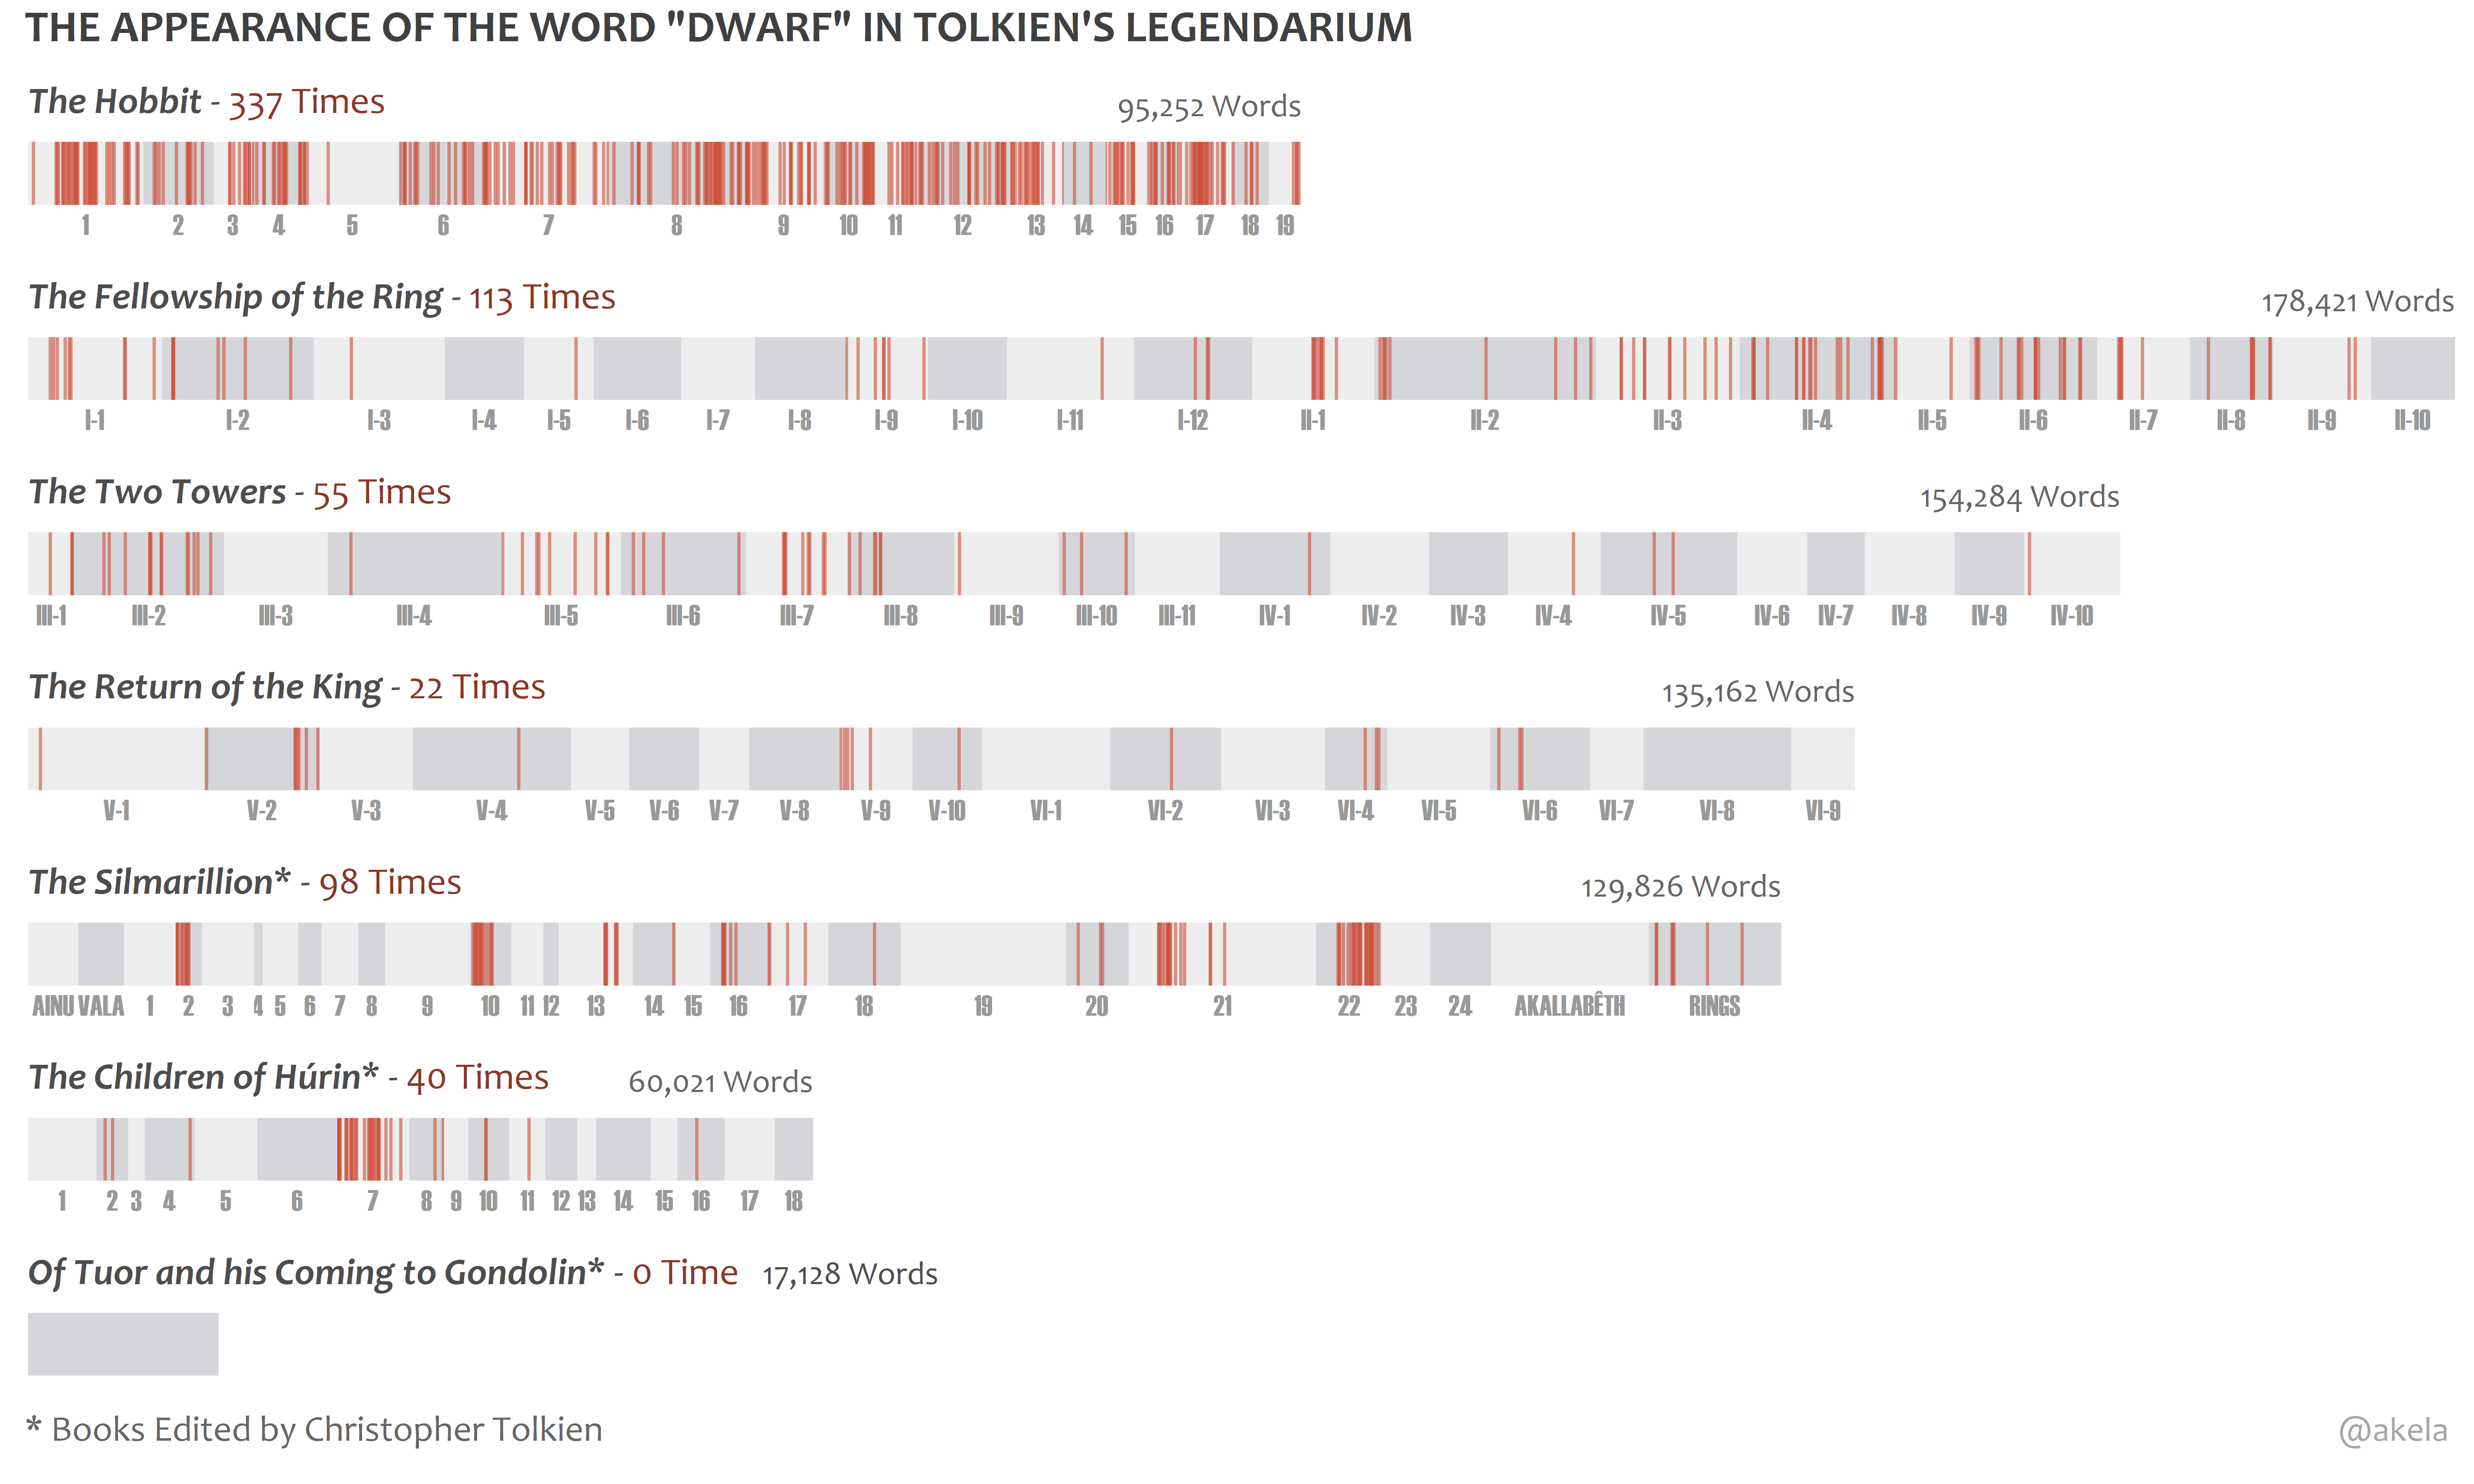 THE APPEARANCE OF THE WORD "DWARF" IN TOLKIEN'S LEGENDARIUM
The Hobbit - 337 Times 95,252 Words
1 2 3 4 5 6 7 8 9 10 11 12 13 14 15 16 17 18 19
The Fellowship of the Ring - 113 Times 178,421 Words
I-1 I-2 I-3 I-4 I-5 I-6 I-7 I-8 I-9 I-10 I-11 I-12 II-1 II-2 II-3 II-4 II-5 II-6 II-7 II-8 II-9 II-10
The Two Towers - 55 Times 154,284 Words
III-1 III-2 III-3 III-4 III-5 III-6 III-7 III-8 III-9 III-10 III-11 IV-1 IV-2 IV-3 IV-4 IV-5 IV-6 IV-7 IV-8 IV-9 IV-10
The Return of the King - 22 Times 135,162 Words
V-1 V-2 V-3 V-4 V-5 V-6 V-7 V-8 V-9 V-10 VI-1 VI-2 VI-3 VI-4 VI-5 VI-6 VI-7 VI-8 VI-9
The Silmarillion* - 98 Times 129,826 Words
AINU VALA 1 2 3 4 5 6 7 8 9 10 11 12 13 14 15 16 17 18 19 20 21 22 23 24 AKALLABÊTH RINGS
The Children of Húrin* - 40 Times 60,021 Words
1 2 3 4 5 6 7 8 9 10 11 12 13 14 15 16 17 18
Of Tuor and his Coming to Gondolin* - 0 Time 17,128 Words
* Books Edited by Christopher Tolkien
@akela